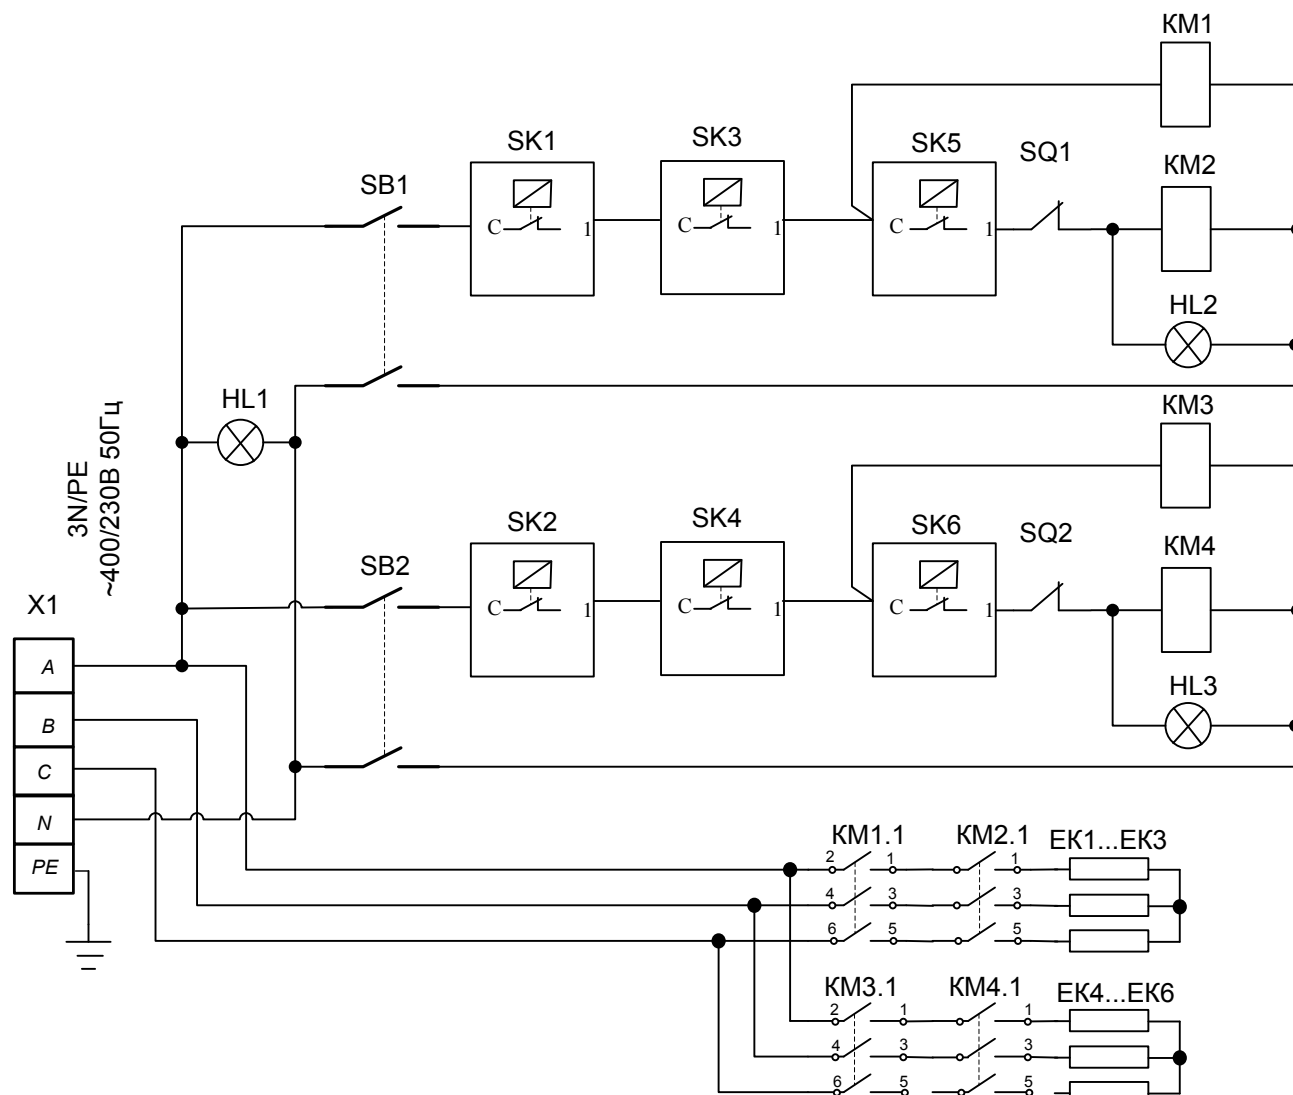 KM1
SK1
SK3
SK5
SQ1
KM2
SB1
C
1
C
1
C
1
HL2
HL1
KM3
3N/PE
~400/230В 50Гц
SK2
SK4
SK6
SQ2
KM4
SB2
C
1
C
1
C
1
X1
HL3
A
B
C
N
PE
KM1.1
KM2.1
EK1...EK3
2
1
1
4
3
3
6
5
5
KM3.1
KM4.1
EK4...EK6
2
1
1
4
3
3
6
5
5